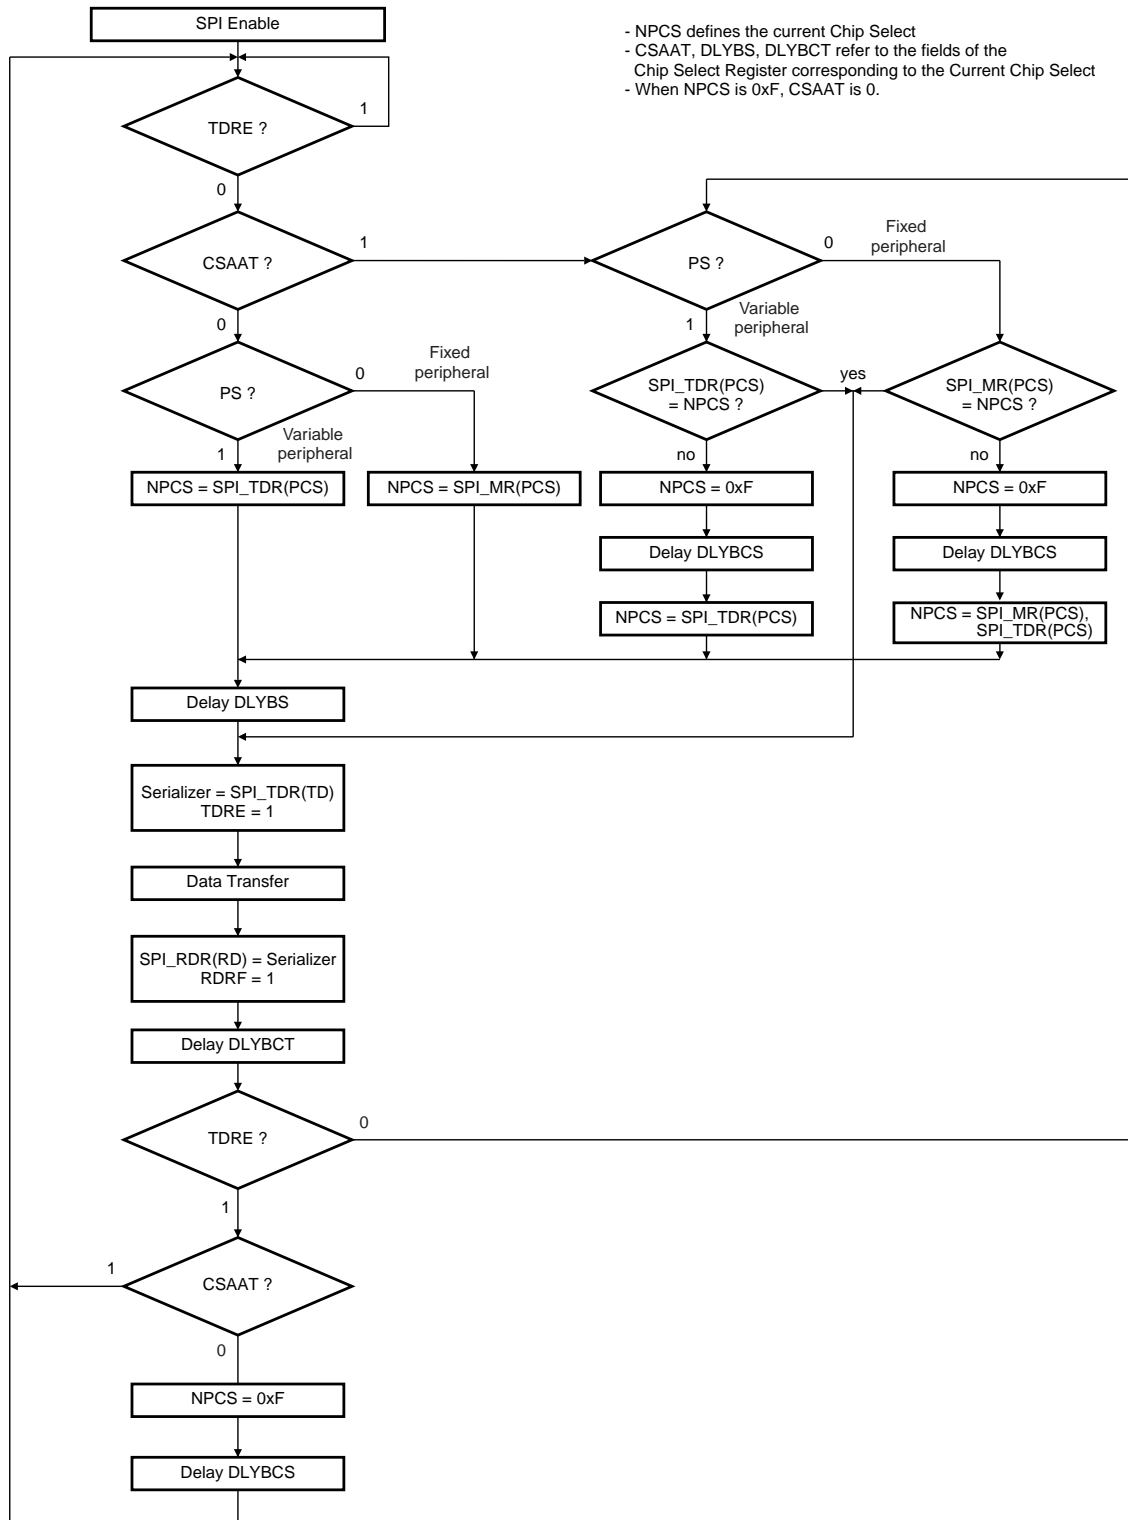 SPI Enable
- NPCS defines the current Chip Select
- CSAAT, DLYBS, DLYBCT refer to the fields of the
Chip Select Register corresponding to the Current Chip Select
- When NPCS is 0xF, CSAAT is 0.
1
TDRE ?
0
CSAAT ?
1
PS ?
0
Fixed
peripheral
0
1
Variable
peripheral
PS ?
0
Fixed
peripheral
SPI_TDR(PCS)
= NPCS ?
yes
SPI_MR(PCS)
= NPCS ?
1
Variable
peripheral
no
no
NPCS = SPI_TDR(PCS)
NPCS = SPI_MR(PCS)
NPCS = 0xF
NPCS = 0xF
Delay DLYBCS
Delay DLYBCS
NPCS = SPI_TDR(PCS)
NPCS = SPI_MR(PCS),
SPI_TDR(PCS)
Delay DLYBS
Serializer = SPI_TDR(TD)
TDRE = 1
Data Transfer
SPI_RDR(RD) = Serializer
RDRF = 1
Delay DLYBCT
TDRE ?
0
1
1
CSAAT ?
0
NPCS = 0xF
Delay DLYBCS